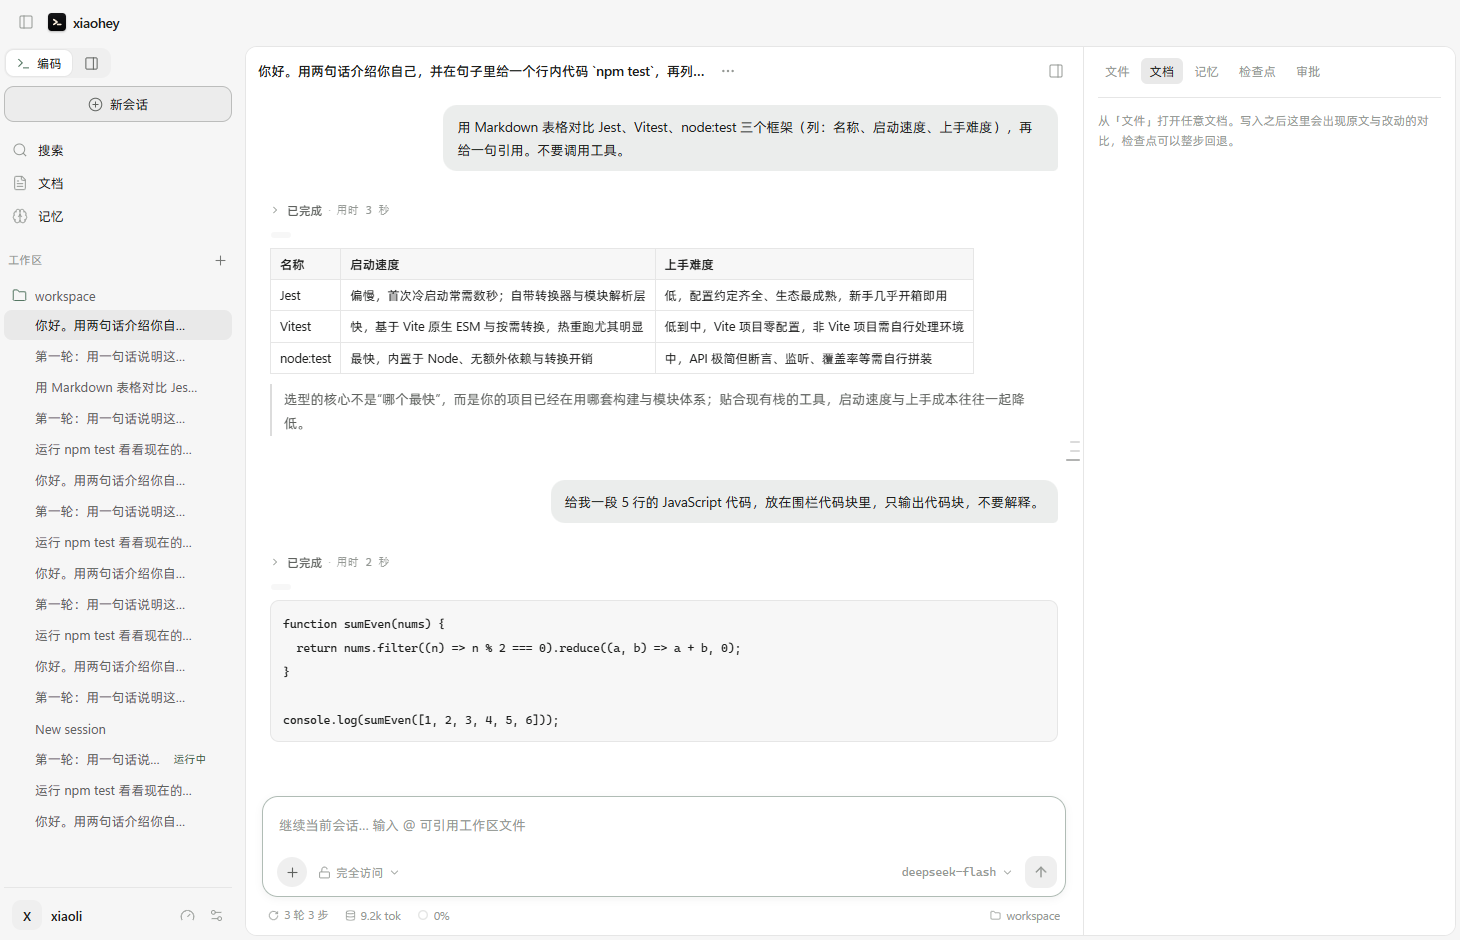 xiaohey
编码
新会话
搜索
文档
记忆
工作区
workspace
你好。用两句话介绍你自...
第一轮：用一句话说明这...
用 Markdown 表格对比 Jes...
第一轮：用一句话说明这...
运行 npm test 看看现在的...
你好。用两句话介绍你自...
第一轮：用一句话说明这...
运行 npm test 看看现在的...
你好。用两句话介绍你自...
第一轮：用一句话说明这...
运行 npm test 看看现在的...
你好。用两句话介绍你自...
第一轮：用一句话说明这...
New session
第一轮：用一句话说... 运行中
运行 npm test 看看现在的...
你好。用两句话介绍你自...
X xiaoli
你好。用两句话介绍你自己，并在句子里给一个行内代码 `npm test`，再列... ...
用 Markdown 表格对比 Jest、Vitest、node:test 三个框架（列：名称、启动速度、上手难度），再
给一句引用。不要调用工具。
已完成 · 用时 3 秒
名称 启动速度 上手难度
Jest 偏慢，首次冷启动常需数秒；自带转换器与模块解析层 低，配置约定齐全、生态最成熟，新手几乎开箱即用
Vitest 快，基于 Vite 原生 ESM 与按需转换，热重跑尤其明显 低到中，Vite 项目零配置，非 Vite 项目需自行处理环境
node:test 最快，内置于 Node、无额外依赖与转换开销 中，API 极简但断言、监听、覆盖率等需自行拼装
选型的核心不是“哪个最快”，而是你的项目已经在用哪套构建与模块体系；贴合现有栈的工具，启动速度与上手成本往往一起降
低。
给我一段 5 行的 JavaScript 代码，放在围栏代码块里，只输出代码块，不要解释。
已完成 · 用时 2 秒
function sumEven(nums) {
  return nums.filter((n) => n % 2 === 0).reduce((a, b) => a + b, 0);
}
console.log(sumEven([1, 2, 3, 4, 5, 6]));
继续当前会话... 输入 @ 可引用工作区文件
完全访问
deepseek-flash
3 轮 3 步 9.2k tok 0%
workspace
文件 文档 记忆 检查点 审批
从「文件」打开任意文档。写入之后这里会出现原文与改动的对
比，检查点可以整步回退。